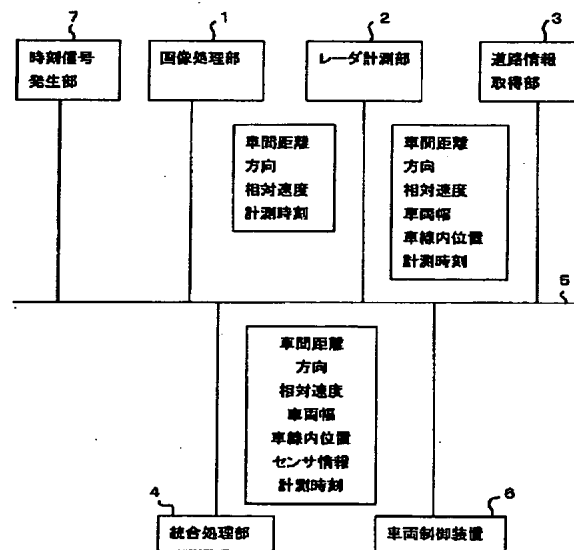 7
1
2
3
時刻信号
発生部
画像処理部
レーダ計測部
道路情報
取得部
車間距離
方向
相対速度
計測時刻
車間距離
方向
相対速度
車両幅
車線内位置
計測時刻
5
車間距離
方向
相対速度
車両幅
車線内位置
センサ情報
計測時刻
4
6
統合処理部
車両制御装置